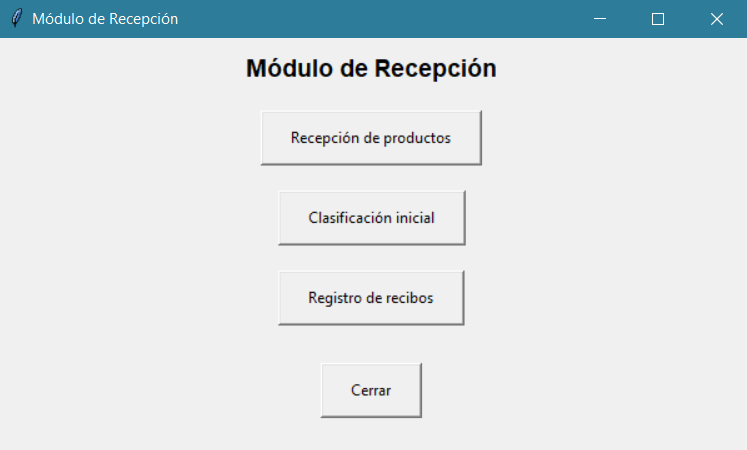 Módulo de Recepción
Módulo de Recepción
Recepción de productos
Clasificación inicial
Registro de recibos
Cerrar